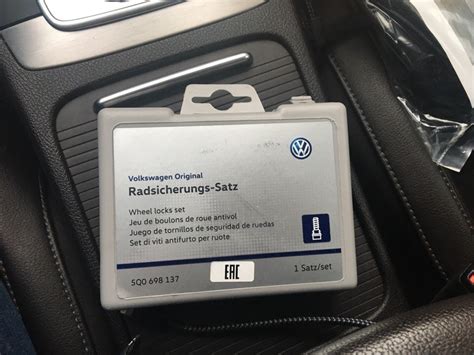 Volkswagen Original
Radsicherungs-Satz
Wheel locks set
Jeu de boulons de roue antivol
Juego de tornillos de seguridad de ruedas
Set di viti antifurto per ruote
5Q0 698 137
EAC
1 Satz/set